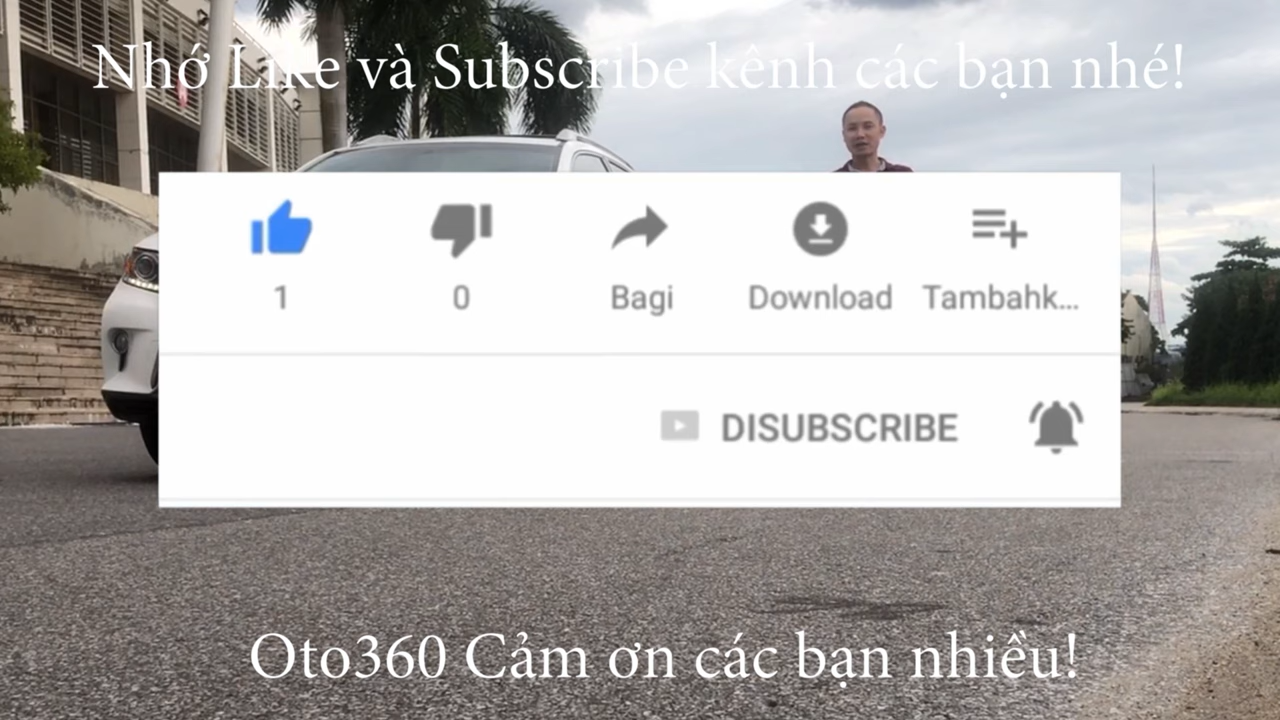 Nhớ Like và Subscribe kênh các bạn nhé!
1 0 Bagi Download Tambahk...
DISUBSCRIBE
Oto360 Cảm ơn các bạn nhiều!